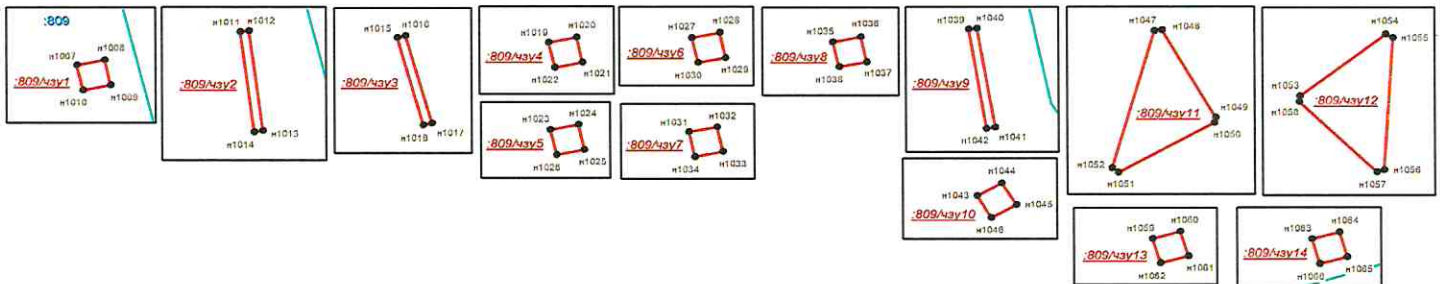 :809
н1007
н1008
:809/чзу1
н1009
н1010
н1011
н1012
:809/чзу2
н1013
н1014
н1015
н1016
:809/чзу3
н1017
н1018
н1019
н1020
:809/чзу4
н1021
н1022
н1023
н1024
:809/чзу5
н1025
н1026
н1027
н1028
:809/чзу6
н1029
н1030
н1031
н1032
:809/чзу7
н1033
н1034
н1035
н1036
:809/чзу8
н1037
н1038
н1039
н1040
:809/чзу9
н1041
н1042
н1043
н1044
н1045
:809/чзу10
н1046
н1047
н1048
н1049
:809/чзу11
н1050
н1051
н1052
н1053
н1054
н1055
:809/чзу12
н1056
н1057
н1058
н1059
н1060
:809/чзу13
н1061
н1062
н1063
н1064
:809/чзу14
н1065
н1066